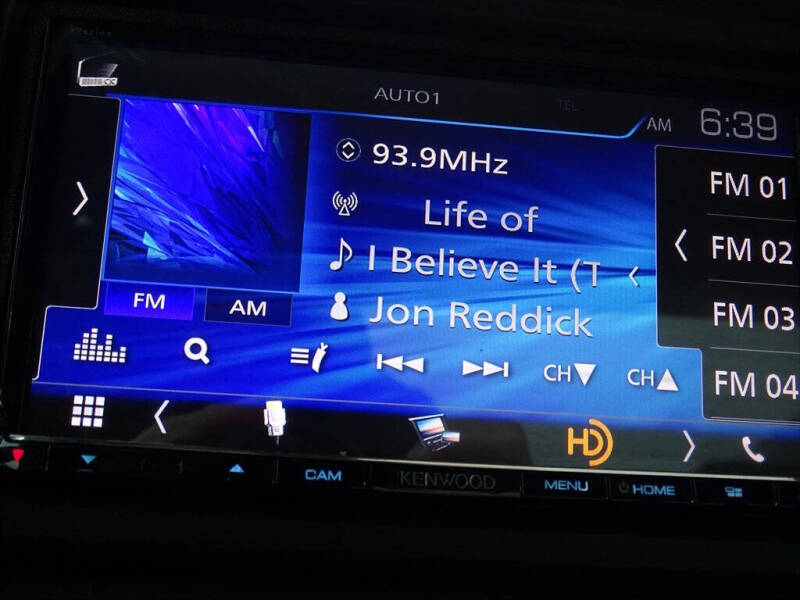 AUTO1
TEL
AM 6:39
93.9MHz
Life of
I Believe It (T
Jon Reddick
FM
AM
FM 01
FM 02
FM 03
FM 04
CH
CH
HD
CAM
KENWOOD
MENU
HOME